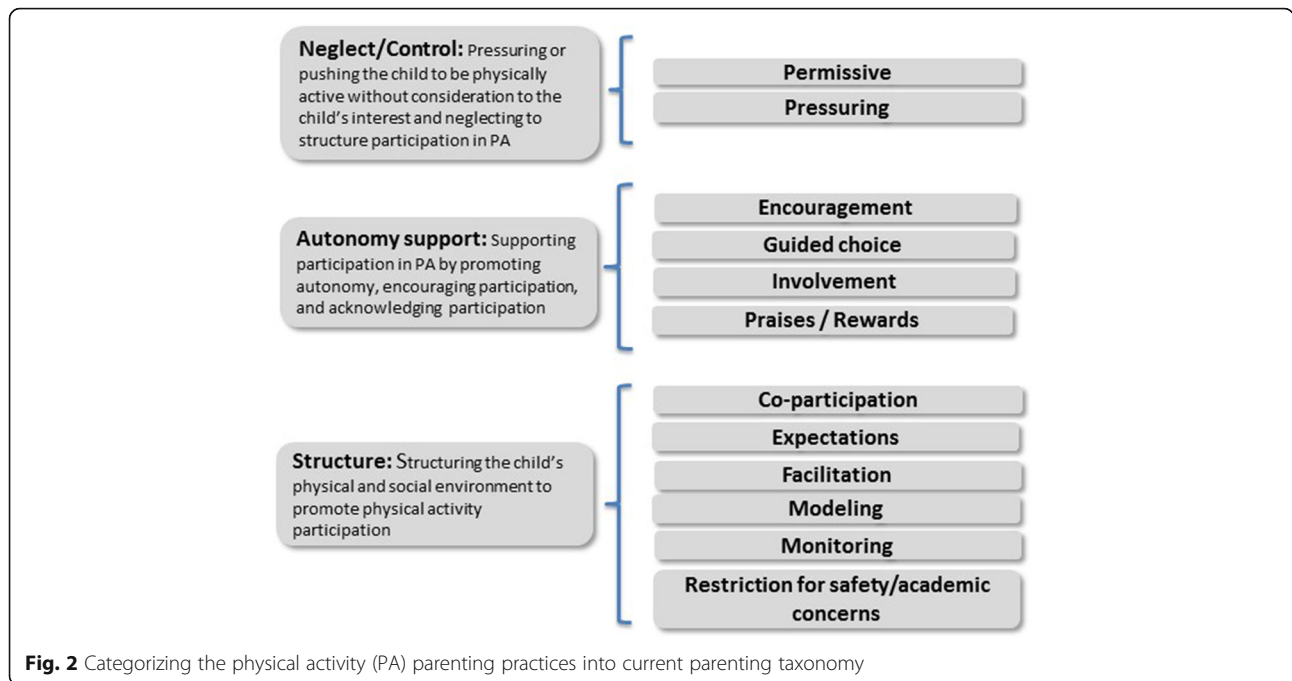 Neglect/Control: Pressuring or
pushing the child to be physically
active without consideration to the
child's interest and neglecting to
structure participation in PA
Permissive
Pressuring
Autonomy support: Supporting
participation in PA by promoting
autonomy, encouraging participation,
and acknowledging participation
Encouragement
Guided choice
Involvement
Praises / Rewards
Structure: Structuring the child's
physical and social environment to
promote physical activity
participation
Co-participation
Expectations
Facilitation
Modeling
Monitoring
Restriction for safety/academic
concerns
Fig. 2 Categorizing the physical activity (PA) parenting practices into current parenting taxonomy